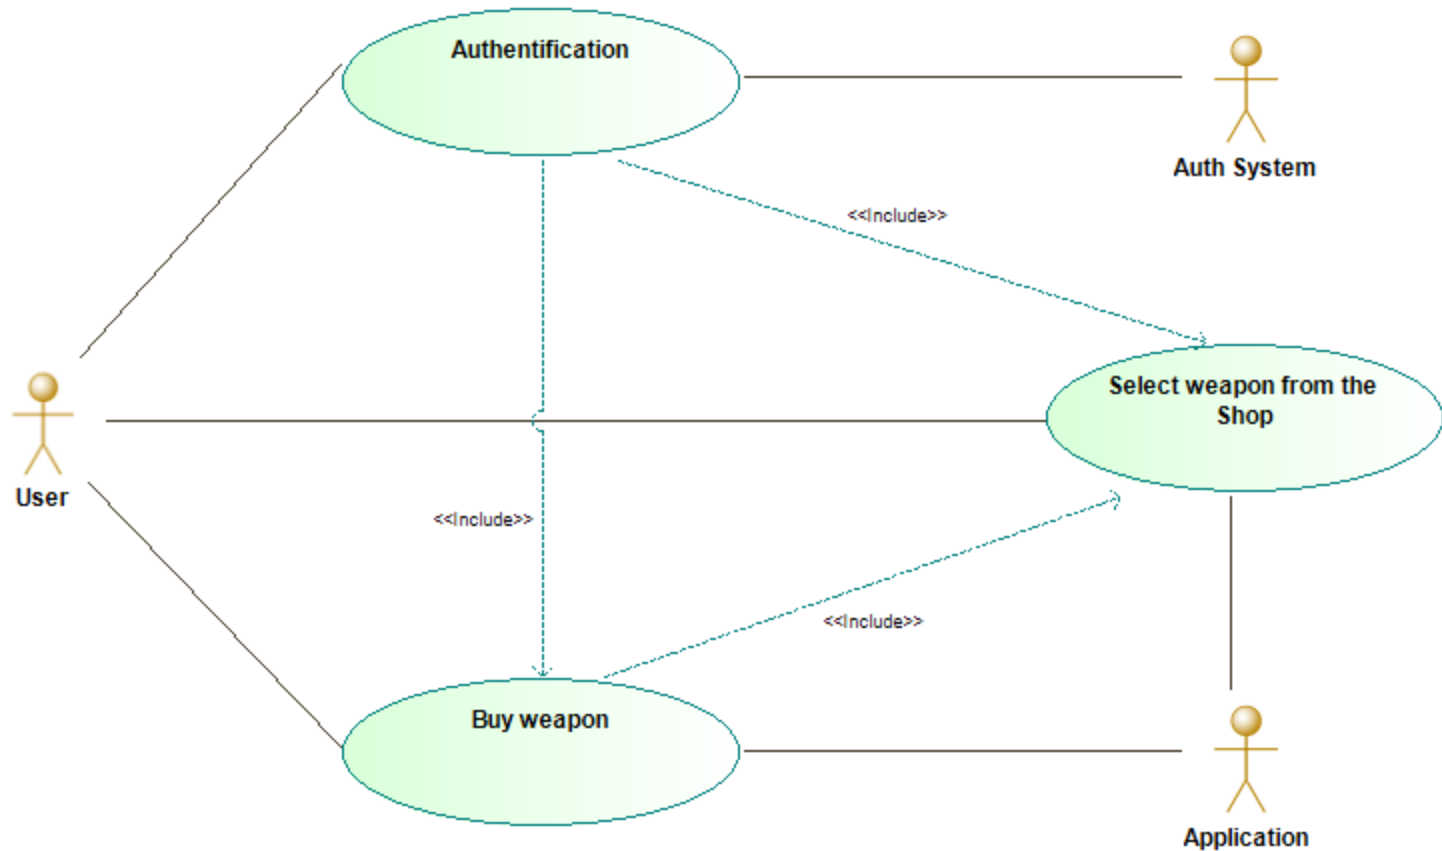 Authentification
Auth System
<<Include>>
Select weapon from the
Shop
User
<<Include>>
<<Include>>
Buy weapon
Application